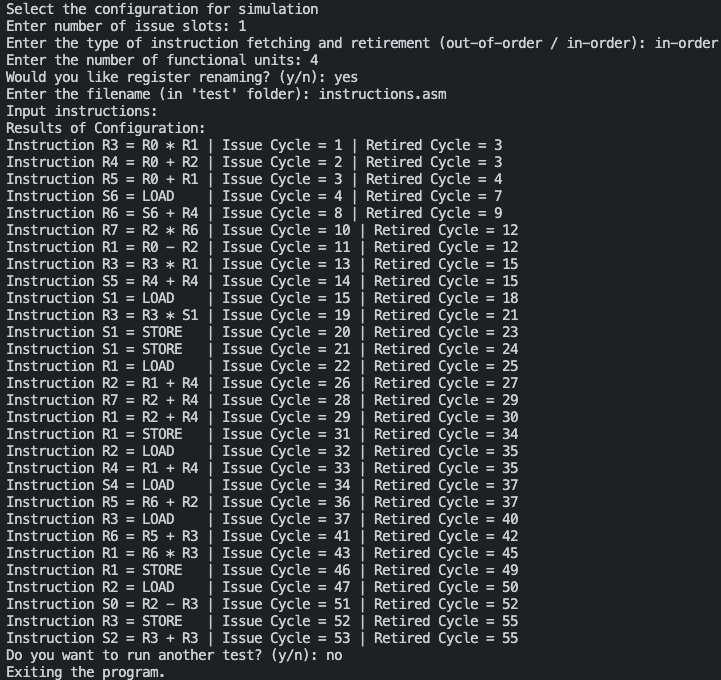 Select the configuration for simulation
Enter number of issue slots: 1
Enter the type of instruction fetching and retirement (out-of-order / in-order): in-order
Enter the number of functional units: 4
Would you like register renaming? (y/n): yes
Enter the filename (in 'test' folder): instructions.asm
Input instructions:
Results of Configuration:
Instruction R3 = R0 * R1 | Issue Cycle = 1 | Retired Cycle = 3
Instruction R4 = R0 + R2 | Issue Cycle = 2 | Retired Cycle = 3
Instruction R5 = R0 + R1 | Issue Cycle = 3 | Retired Cycle = 4
Instruction S6 = LOAD    | Issue Cycle = 4 | Retired Cycle = 7
Instruction R6 = S6 + R4 | Issue Cycle = 8 | Retired Cycle = 9
Instruction R7 = R2 * R6 | Issue Cycle = 10 | Retired Cycle = 12
Instruction R1 = R0 - R2 | Issue Cycle = 11 | Retired Cycle = 12
Instruction R3 = R3 * R1 | Issue Cycle = 13 | Retired Cycle = 15
Instruction S5 = R4 + R4 | Issue Cycle = 14 | Retired Cycle = 15
Instruction S1 = LOAD    | Issue Cycle = 15 | Retired Cycle = 18
Instruction R3 = R3 * S1 | Issue Cycle = 19 | Retired Cycle = 21
Instruction S1 = STORE   | Issue Cycle = 20 | Retired Cycle = 23
Instruction S1 = STORE   | Issue Cycle = 21 | Retired Cycle = 24
Instruction R1 = LOAD    | Issue Cycle = 22 | Retired Cycle = 25
Instruction R2 = R1 + R4 | Issue Cycle = 26 | Retired Cycle = 27
Instruction R7 = R2 + R4 | Issue Cycle = 28 | Retired Cycle = 29
Instruction R1 = R2 + R4 | Issue Cycle = 29 | Retired Cycle = 30
Instruction R1 = STORE   | Issue Cycle = 31 | Retired Cycle = 34
Instruction R2 = LOAD    | Issue Cycle = 32 | Retired Cycle = 35
Instruction R4 = R1 + R4 | Issue Cycle = 33 | Retired Cycle = 35
Instruction S4 = LOAD    | Issue Cycle = 34 | Retired Cycle = 37
Instruction R5 = R6 + R2 | Issue Cycle = 36 | Retired Cycle = 37
Instruction R3 = LOAD    | Issue Cycle = 37 | Retired Cycle = 40
Instruction R6 = R5 + R3 | Issue Cycle = 41 | Retired Cycle = 42
Instruction R1 = R6 * R3 | Issue Cycle = 43 | Retired Cycle = 45
Instruction R1 = STORE   | Issue Cycle = 46 | Retired Cycle = 49
Instruction R2 = LOAD    | Issue Cycle = 47 | Retired Cycle = 50
Instruction S0 = R2 - R3 | Issue Cycle = 51 | Retired Cycle = 52
Instruction R3 = STORE   | Issue Cycle = 52 | Retired Cycle = 55
Instruction S2 = R3 + R3 | Issue Cycle = 53 | Retired Cycle = 55
Do you want to run another test? (y/n): no
Exiting the program.